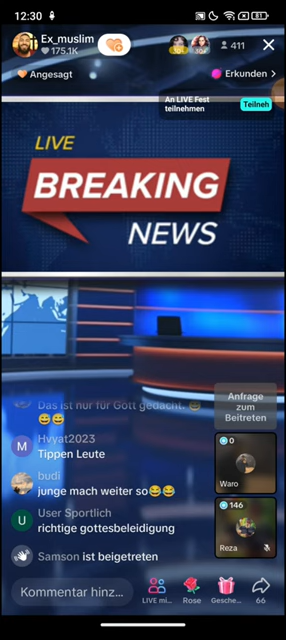 12:30
81
Ex_muslim
175.1K
411
Angesagt
Erkunden >
An LIVE Fest
teilnehmen
Teilneh
LIVE
BREAKING
NEWS
Das ist nur für Gott gedacht. 😅
😅😅
Anfrage
zum
Beitreten
M
Hvyat2023
Tippen Leute
0
Waro
budi
junge mach weiter so😂😂
U
User Sportlich
richtige gottesbeleidigung
146
Reza
Samson ist beigetreten
Kommentar hinz...
LIVE mi...
Rose
Gesche...
66